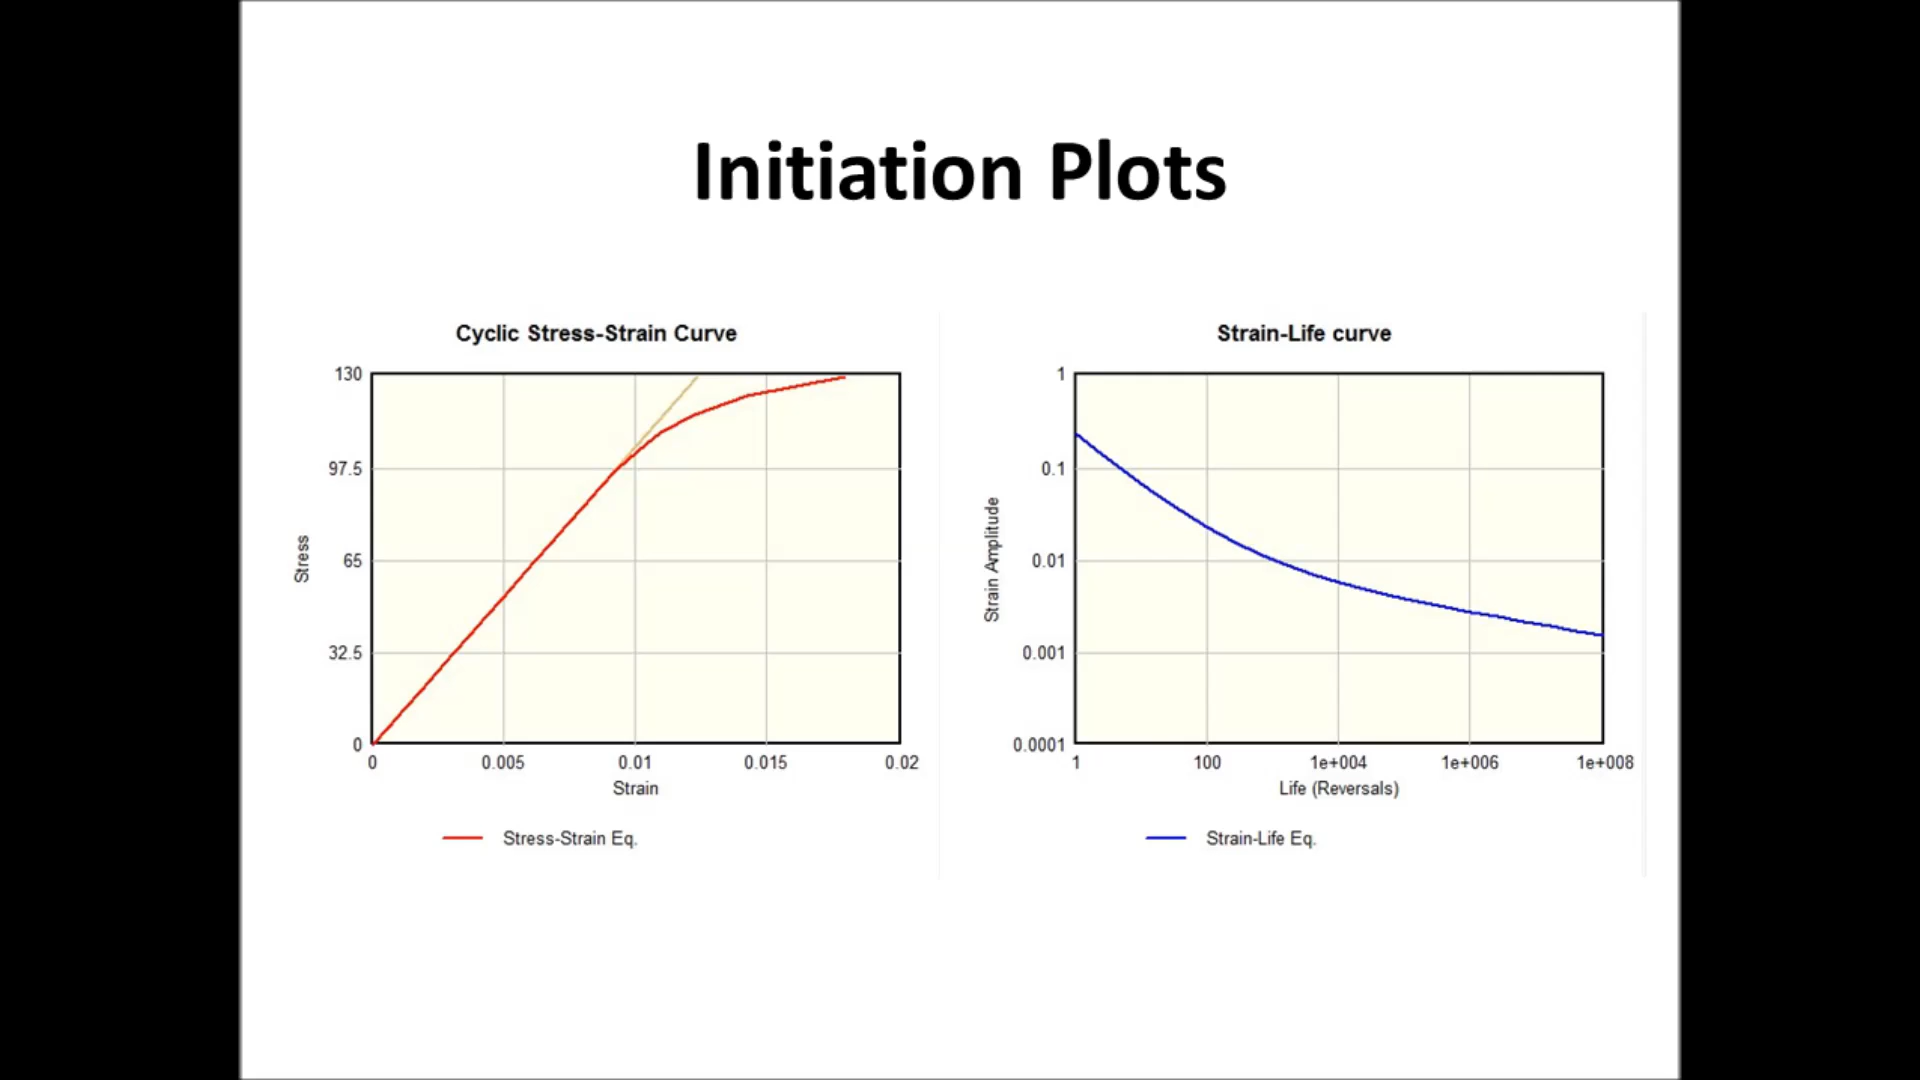 Initiation Plots
Cyclic Stress-Strain Curve
130
97.5
65
32.5
0
Stress
0 0.005 0.01 0.015 0.02
Strain
Stress-Strain Eq.
Strain-Life curve
1
0.1
0.01
0.001
0.0001
Strain Amplitude
1 100 1e+004 1e+006 1e+008
Life (Reversals)
Strain-Life Eq.